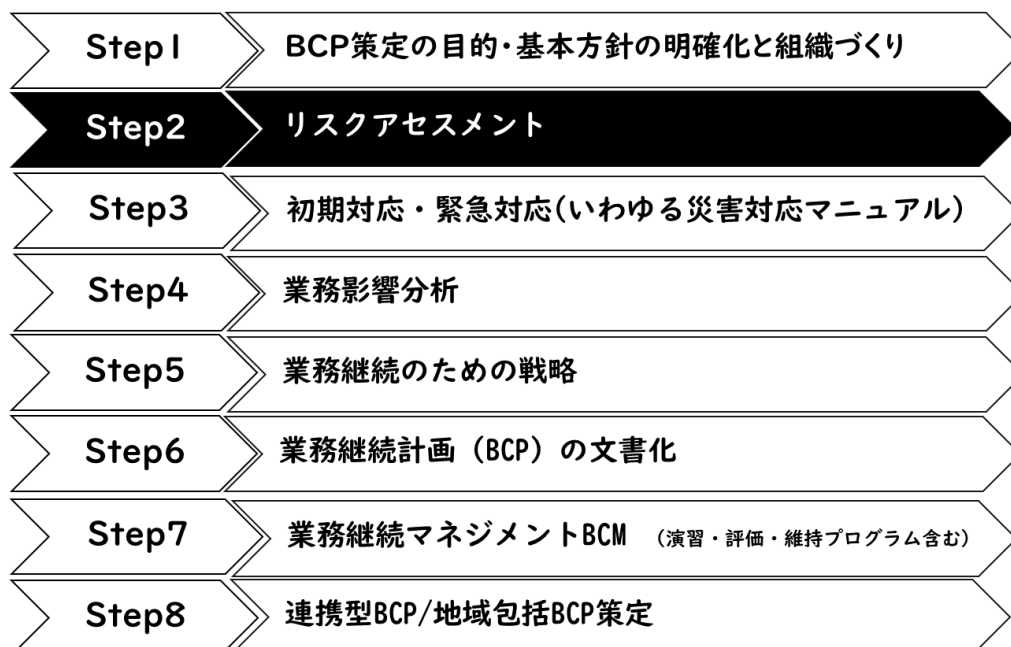 Step1 BCP策定の目的・基本方針の明確化と組織づくり
Step2 リスクアセスメント
Step3 初期対応・緊急対応(いわゆる災害対応マニュアル)
Step4 業務影響分析
Step5 業務継続のための戦略
Step6 業務継続計画（BCP）の文書化
Step7 業務継続マネジメントBCM （演習・評価・維持プログラム含む）
Step8 連携型BCP/地域包括BCP策定